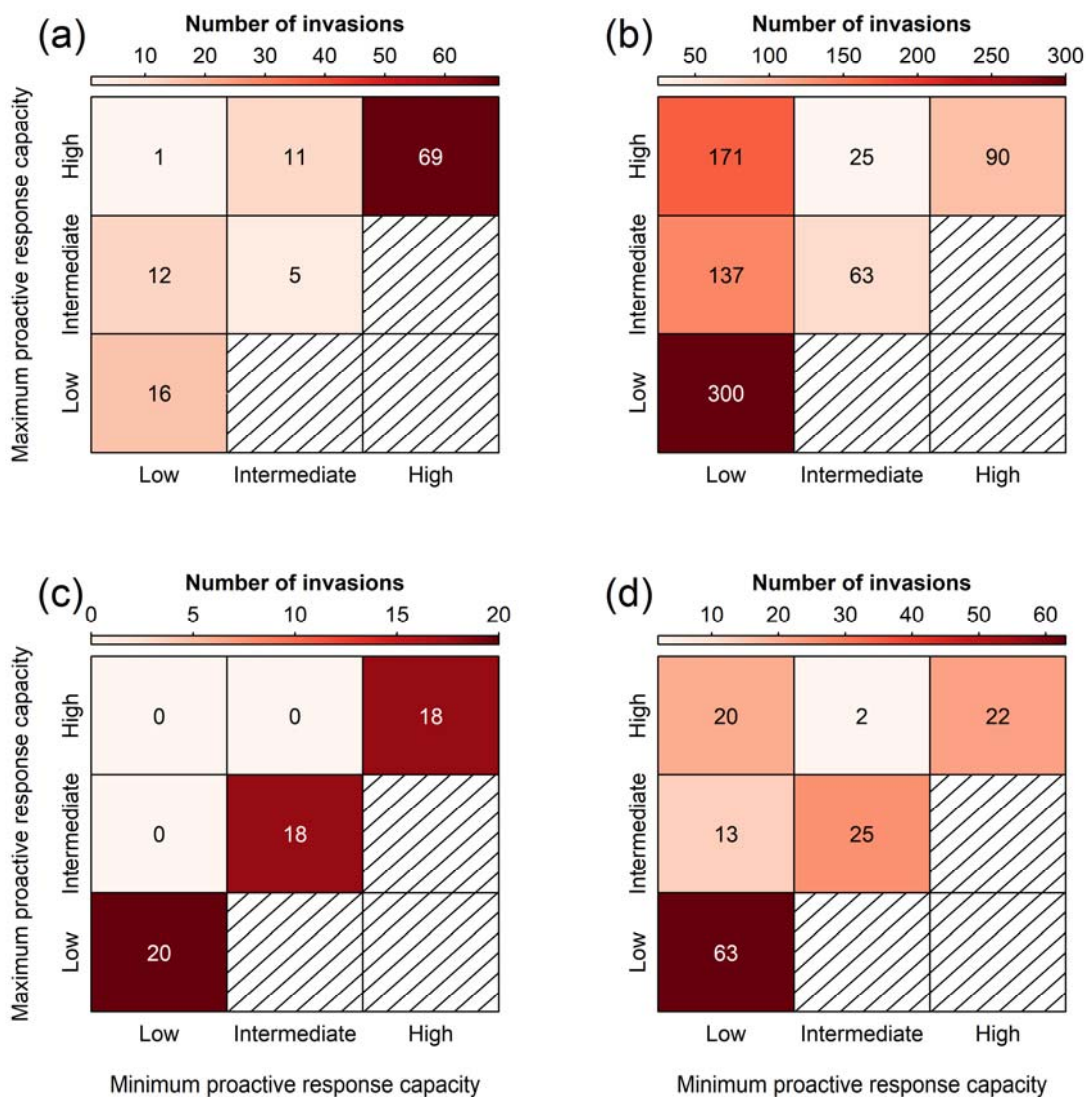 (a)
Number of invasions
10 20 30 40 50 60
Maximum proactive response capacity
High
1 11 69
Intermediate
12 5
Low
16
Low Intermediate High
(b)
Number of invasions
50 100 150 200 250 300
High
171 25 90
Intermediate
137 63
Low
300
Low Intermediate High
(c)
Number of invasions
0 5 10 15 20
Maximum proactive response capacity
High
0 0 18
Intermediate
0 18
Low
20
Low Intermediate High
Minimum proactive response capacity
(d)
Number of invasions
10 20 30 40 50 60
High
20 2 22
Intermediate
13 25
Low
63
Low Intermediate High
Minimum proactive response capacity